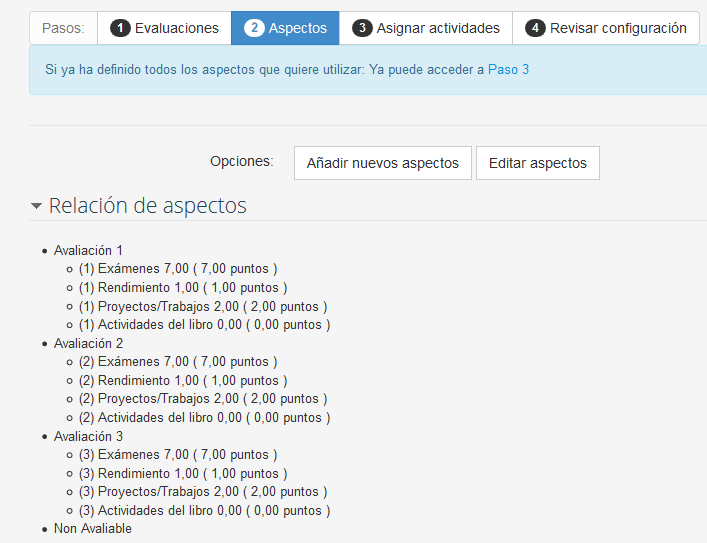 Pasos: 1 Evaluaciones 2 Aspectos 3 Asignar actividades 4 Revisar configuración
Si ya ha definido todos los aspectos que quiere utilizar: Ya puede acceder a Paso 3
Opciones: Añadir nuevos aspectos Editar aspectos
Relación de aspectos
Avaliación 1
(1) Exámenes 7,00 ( 7,00 puntos )
(1) Rendimiento 1,00 ( 1,00 puntos )
(1) Proyectos/Trabajos 2,00 ( 2,00 puntos )
(1) Actividades del libro 0,00 ( 0,00 puntos )
Avaliación 2
(2) Exámenes 7,00 ( 7,00 puntos )
(2) Rendimiento 1,00 ( 1,00 puntos )
(2) Proyectos/Trabajos 2,00 ( 2,00 puntos )
(2) Actividades del libro 0,00 ( 0,00 puntos )
Avaliación 3
(3) Exámenes 7,00 ( 7,00 puntos )
(3) Rendimiento 1,00 ( 1,00 puntos )
(3) Proyectos/Trabajos 2,00 ( 2,00 puntos )
(3) Actividades del libro 0,00 ( 0,00 puntos )
Non Avaliable